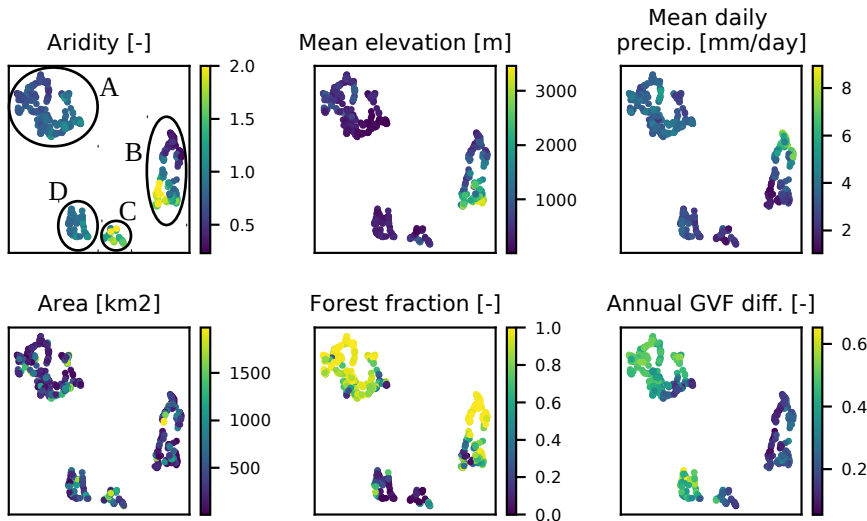 Aridity [-]
Mean elevation [m]
Mean daily
precip. [mm/day]
A
B
C
D
2.0
1.5
1.0
0.5
3000
2000
1000
8
6
4
2
Area [km2]
Forest fraction [-]
Annual GVF diff. [-]
1500
1000
500
1.0
0.8
0.6
0.4
0.2
0.0
0.6
0.4
0.2